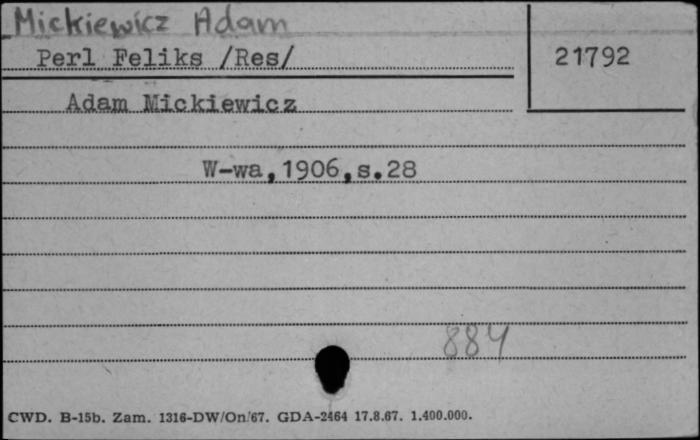 Mickiewicz Adam
Perl Feliks /Res/
21792
Adam Mickiewicz
W-wa,1906,s.28
884
CWD. B-15b. Zam. 1316-DW/On/67. GDA-2464 17.8.67. 1.400.000.